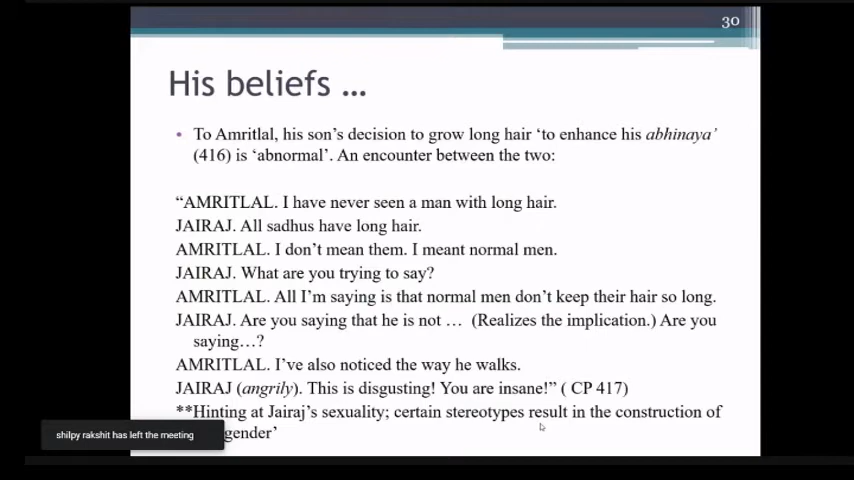 30
His beliefs ...
• To Amritlal, his son's decision to grow long hair ‘to enhance his abhinaya’
(416) is ‘abnormal’. An encounter between the two:
“AMRITLAL. I have never seen a man with long hair.
JAIRAJ. All sadhus have long hair.
AMRITLAL. I don't mean them. I meant normal men.
JAIRAJ. What are you trying to say?
AMRITLAL. All I'm saying is that normal men don't keep their hair so long.
JAIRAJ. Are you saying that he is not … (Realizes the implication.) Are you
saying…?
AMRITLAL. I've also noticed the way he walks.
JAIRAJ (angrily). This is disgusting! You are insane!” ( CP 417)
**Hinting at Jairaj's sexuality; certain stereotypes result in the construction of
gender’
shilpy rakshit has left the meeting